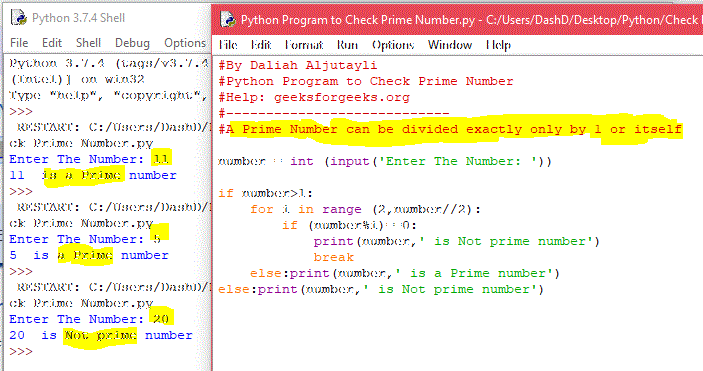 Python 3.7.4 Shell
File Edit Shell Debug Options
Python 3.7.4 (tags/v3.7.4
(Intel)] on win32
Type "help", "copyright",
>>>
RESTART: C:/Users/DashD/
ck Prime Number.py
Enter The Number: 11
11  is a Prime number
>>>
RESTART: C:/Users/DashD/
ck Prime Number.py
Enter The Number: 5
5  is a Prime number
>>>
RESTART: C:/Users/DashD/
ck Prime Number.py
Enter The Number: 20
20  is Not prime number
>>>
Python Program to Check Prime Number.py - C:/Users/DashD/Desktop/Python/Check
File Edit Format Run Options Window Help
#By Daliah Aljutayli
#Python Program to Check Prime Number
#Help: geeksforgeeks.org
#----------------------------
#A Prime Number can be divided exactly only by 1 or itself
number = int (input('Enter The Number: '))
if number>1:
    for i in range (2,number//2):
        if (number%i)==0:
            print(number,' is Not prime number')
            break
    else:print(number,' is a Prime number')
else:print(number,' is Not prime number')